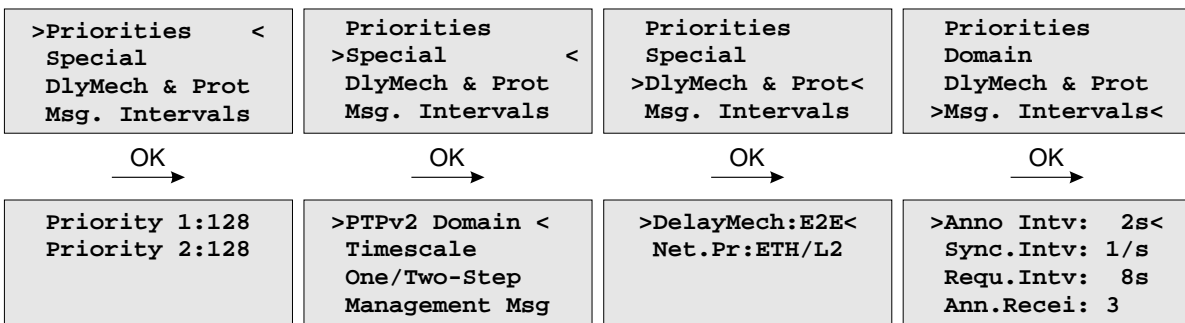 >Priorities <
Special
DlyMech & Prot
Msg. Intervals
Priorities
>Special <
DlyMech & Prot
Msg. Intervals
Priorities
Special
>DlyMech & Prot<
Msg. Intervals
Priorities
Domain
DlyMech & Prot
>Msg. Intervals<
OK
OK
OK
OK
Priority 1:128
Priority 2:128
>PTPv2 Domain <
Timescale
One/Two-Step
Management Msg
>DelayMech:E2E<
Net.Pr:ETH/L2
>Anno Intv: 2s<
Sync.Intv: 1/s
Requ.Intv: 8s
Ann.Recei: 3